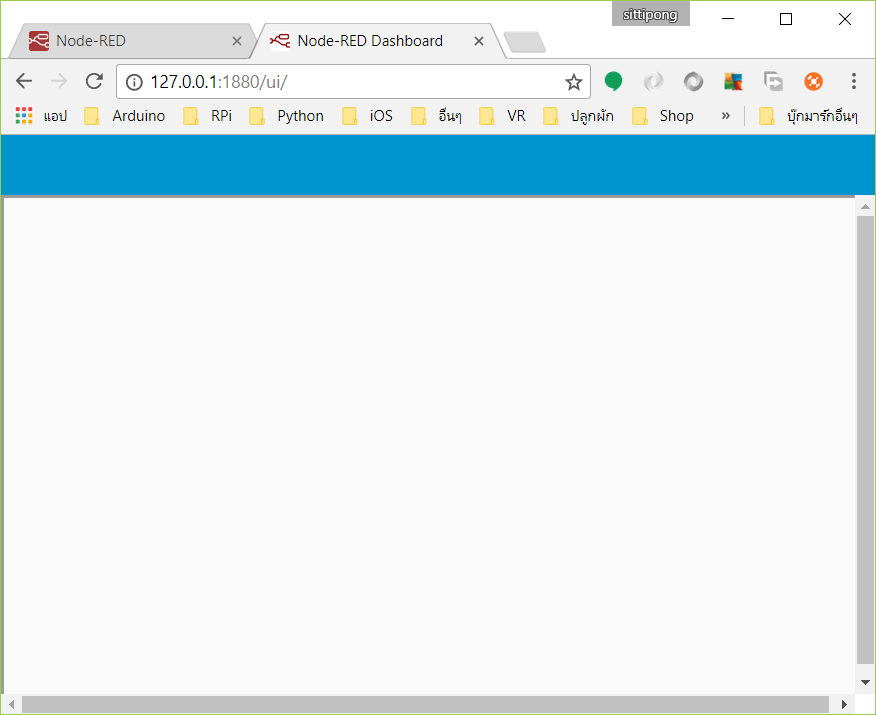 sittipong
Node-RED Node-RED Dashboard
127.0.0.1:1880/ui/
แอป Arduino RPi Python iOS อื่นๆ VR ปลูกผัก Shop » บุ๊กมาร์กอื่นๆ